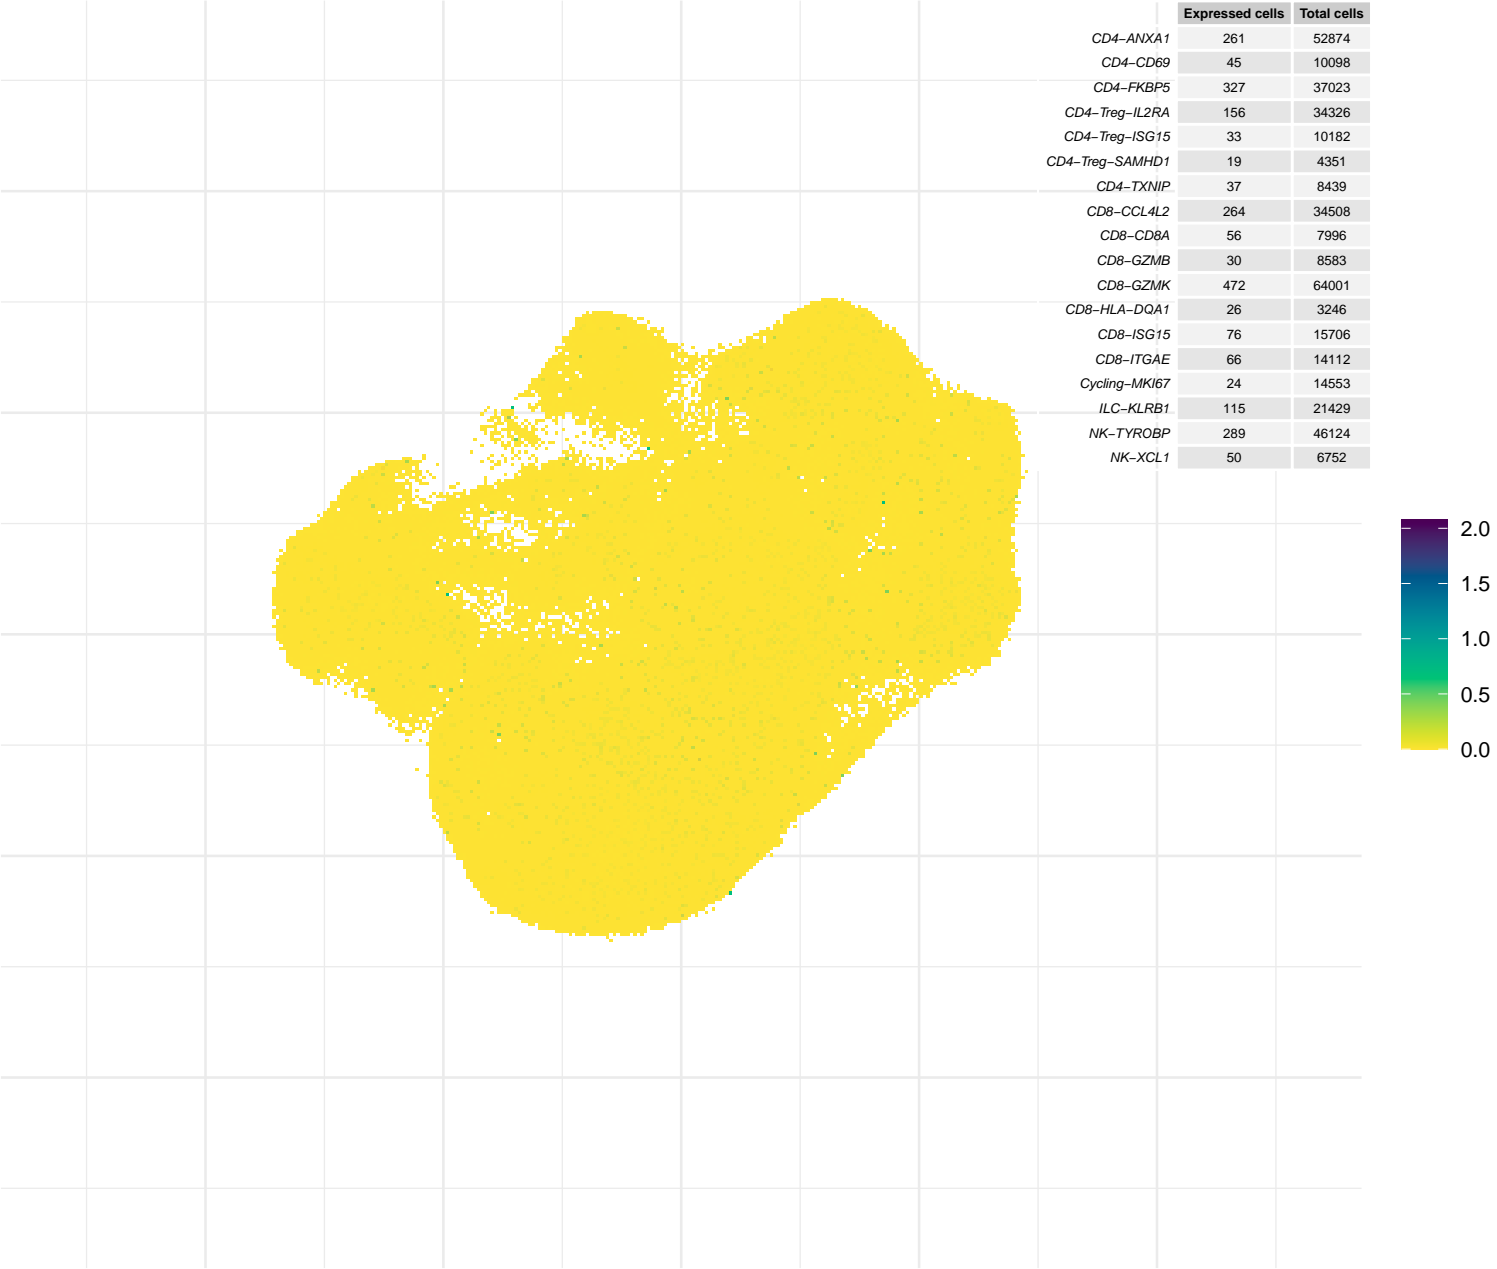 Expressed cells Total cells
CD4−ANXA1 261 52874
CD4−CD69 45 10098
CD4−FKBP5 327 37023
CD4−Treg−IL2RA 156 34326
CD4−Treg−ISG15 33 10182
CD4−Treg−SAMHD1 19 4351
CD4−TXNIP 37 8439
CD8−CCL4L2 264 34508
CD8−CD8A 56 7996
CD8−GZMB 30 8583
CD8−GZMK 472 64001
CD8−HLA−DQA1 26 3246
CD8−ISG15 76 15706
CD8−ITGAE 66 14112
Cycling−MKI67 24 14553
ILC−KLRB1 115 21429
NK−TYROBP 289 46124
NK−XCL1 50 6752
2.0
1.5
1.0
0.5
0.0